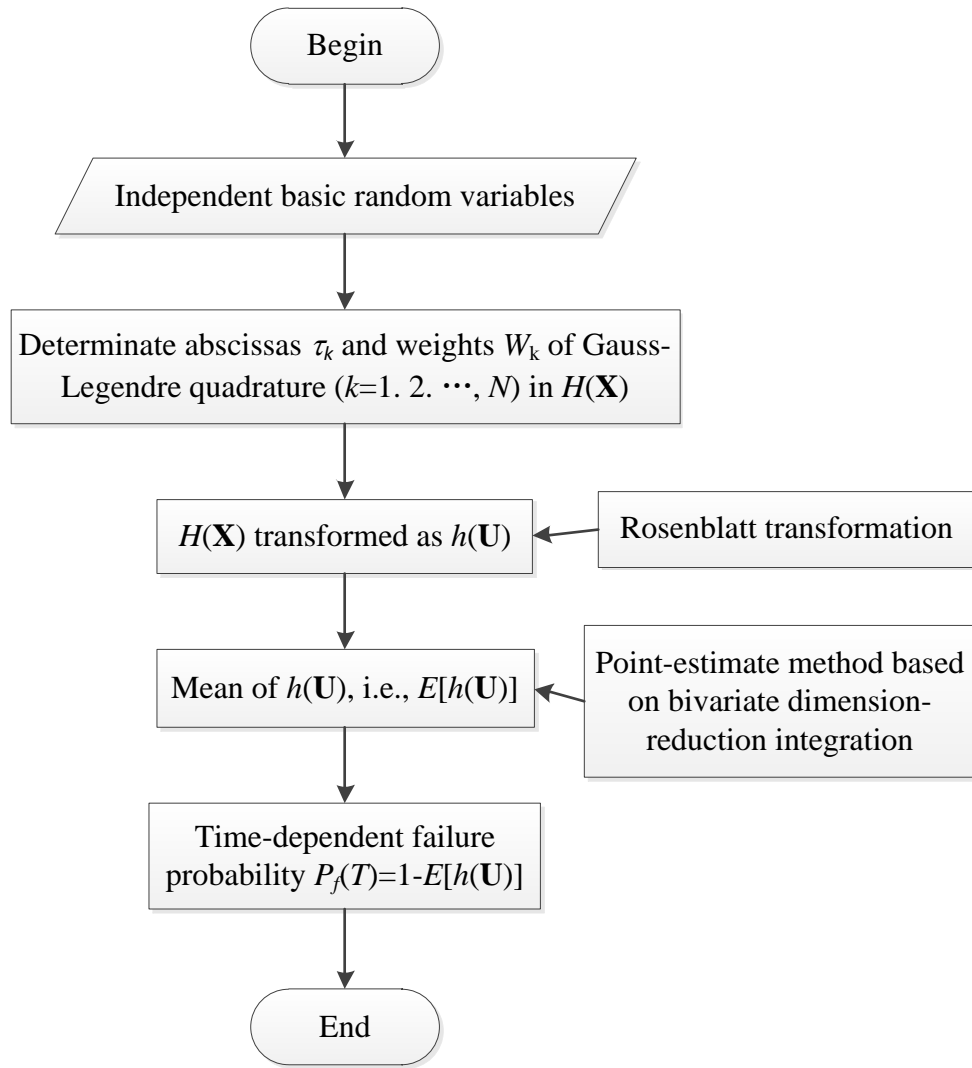 Begin
Independent basic random variables
Determinate abscissas τk and weights Wk of Gauss-
Legendre quadrature (k=1. 2. ⋯, N) in H(X)
H(X) transformed as h(U)
Rosenblatt transformation
Mean of h(U), i.e., E[h(U)]
Point-estimate method based
on bivariate dimension-
reduction integration
Time-dependent failure
probability Pf(T)=1-E[h(U)]
End